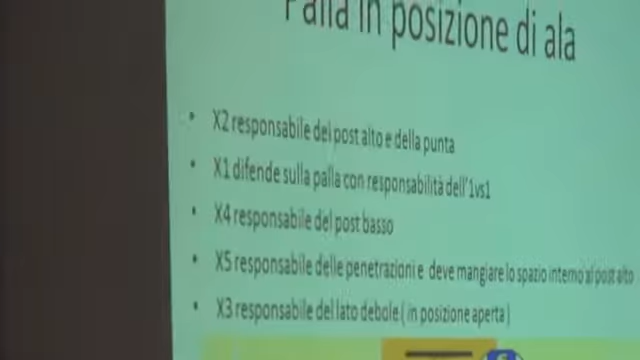 Palla in posizione di ala
• X2 responsabile del post alto e della punta
• X1 difende sulla palla con responsabilità dell'1vs1
• X4 responsabile del post basso
• X5 responsabile delle penetrazioni e deve mangiare lo spazio interno al post alto
• X3 responsabile del lato debole ( in posizione aperta )